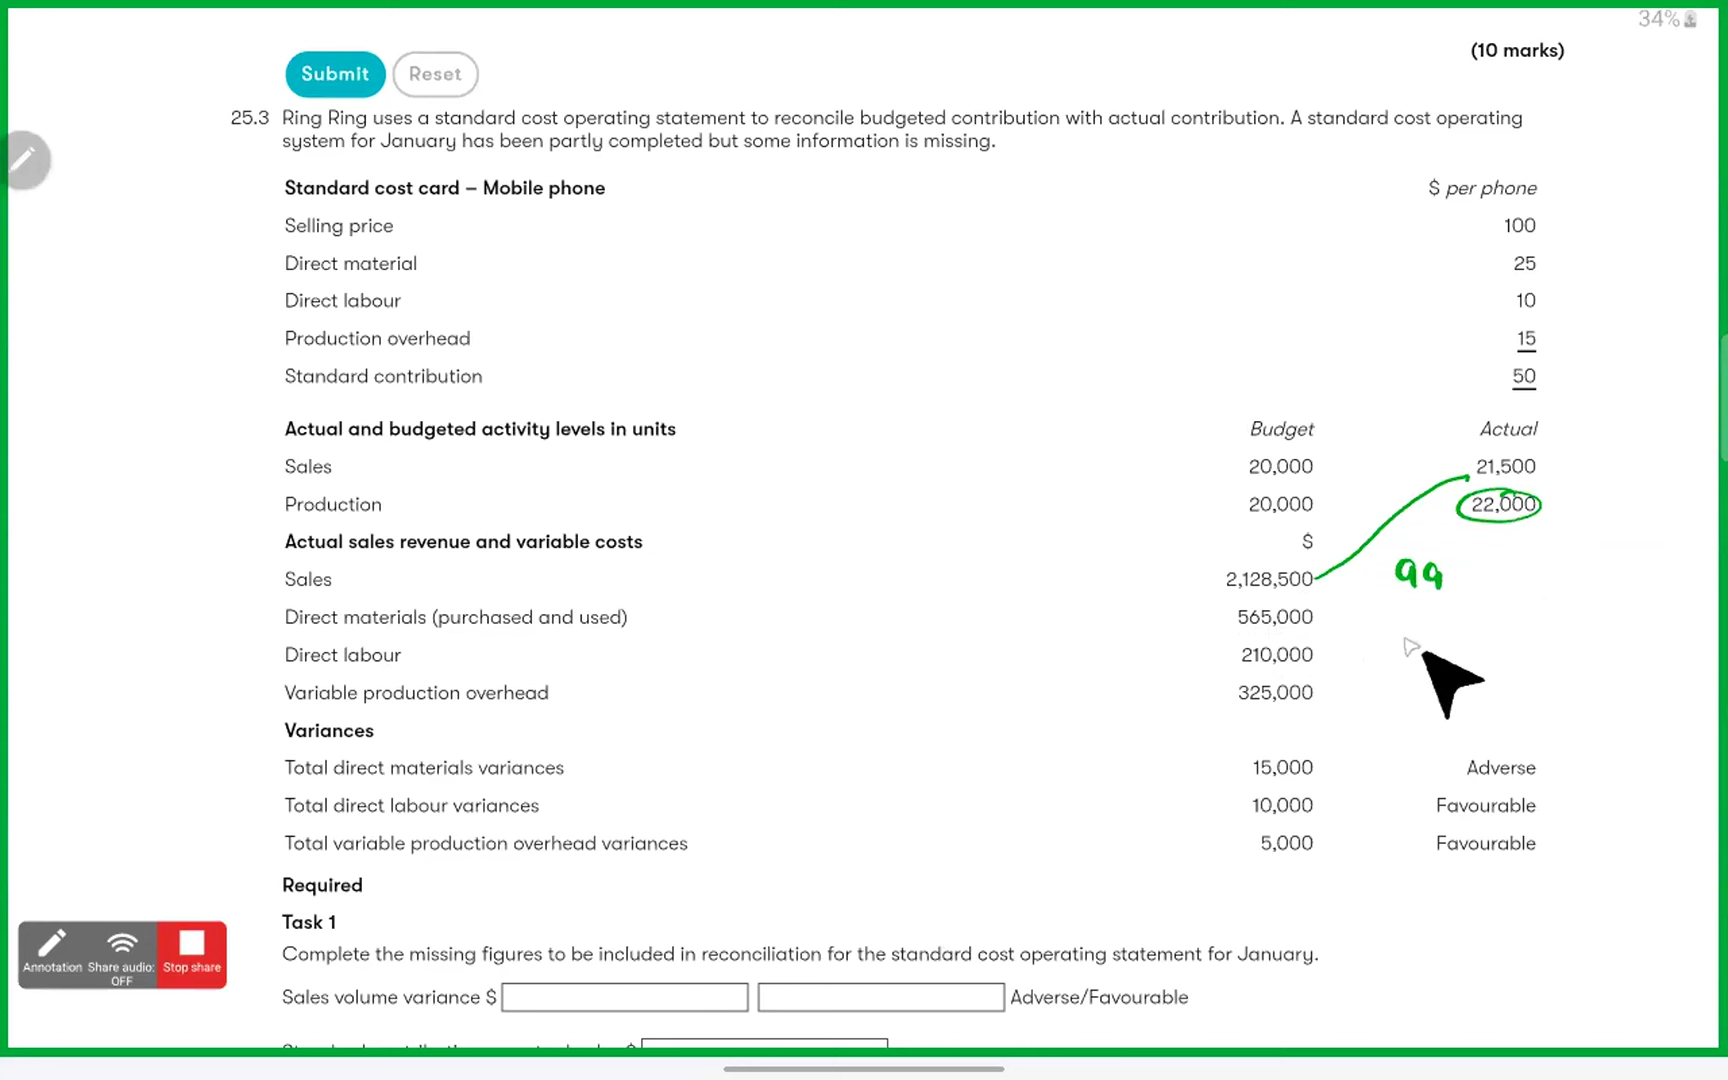 34%
(10 marks)
Submit Reset
25.3 Ring Ring uses a standard cost operating statement to reconcile budgeted contribution with actual contribution. A standard cost operating
system for January has been partly completed but some information is missing.
Standard cost card – Mobile phone $ per phone
Selling price 100
Direct material 25
Direct labour 10
Production overhead 15
Standard contribution 50
Actual and budgeted activity levels in units Budget Actual
Sales 20,000 21,500
Production 20,000 22,000
Actual sales revenue and variable costs $
Sales 2,128,500 99
Direct materials (purchased and used) 565,000
Direct labour 210,000
Variable production overhead 325,000
Variances
Total direct materials variances 15,000 Adverse
Total direct labour variances 10,000 Favourable
Total variable production overhead variances 5,000 Favourable
Required
Task 1
Complete the missing figures to be included in reconciliation for the standard cost operating statement for January.
Annotation Share audio: OFF Stop share
Sales volume variance $ Adverse/Favourable